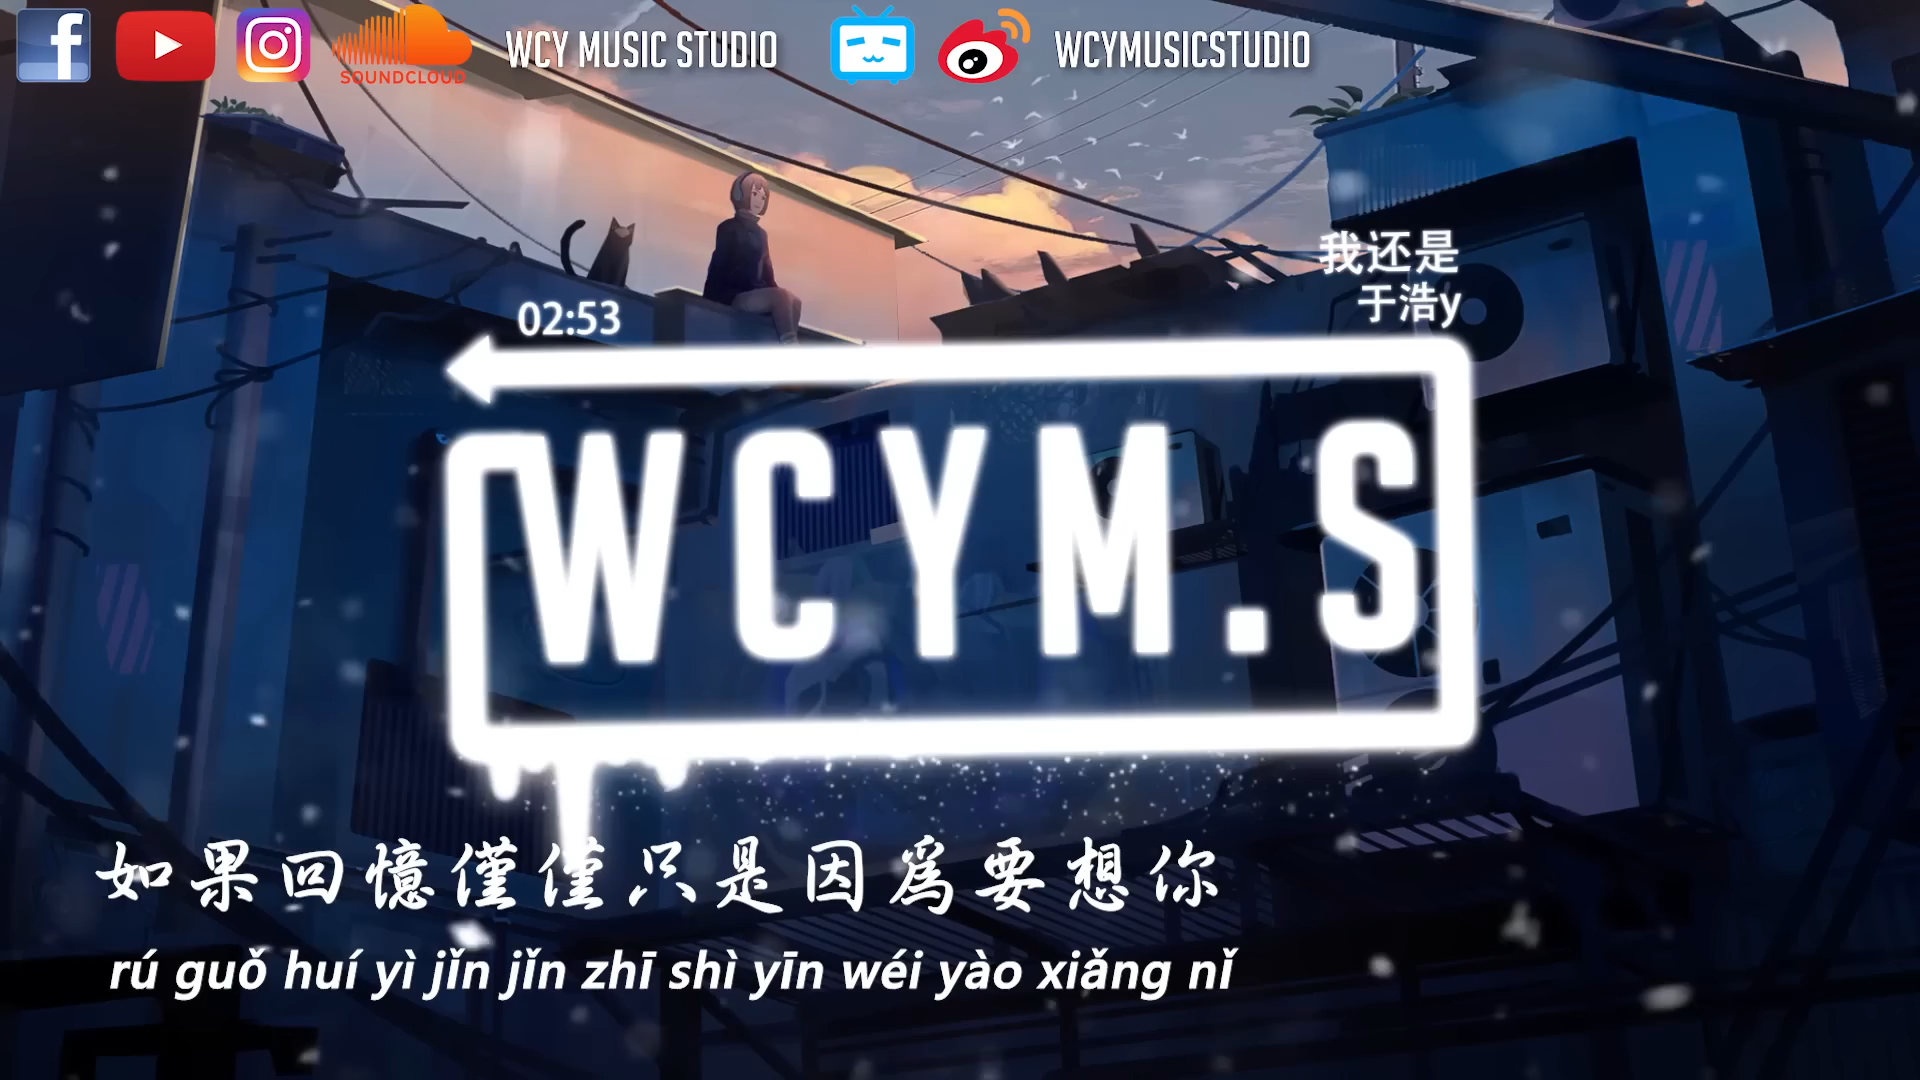 SOUNDCLOUD
WCY MUSIC STUDIO
WCYMUSICSTUDIO
我还是
于浩y
02:53
WCYM.S
如果回憶僅僅只是因為要想你
rú guǒ huí yì jǐn jǐn zhī shì yīn wéi yào xiǎng nǐ